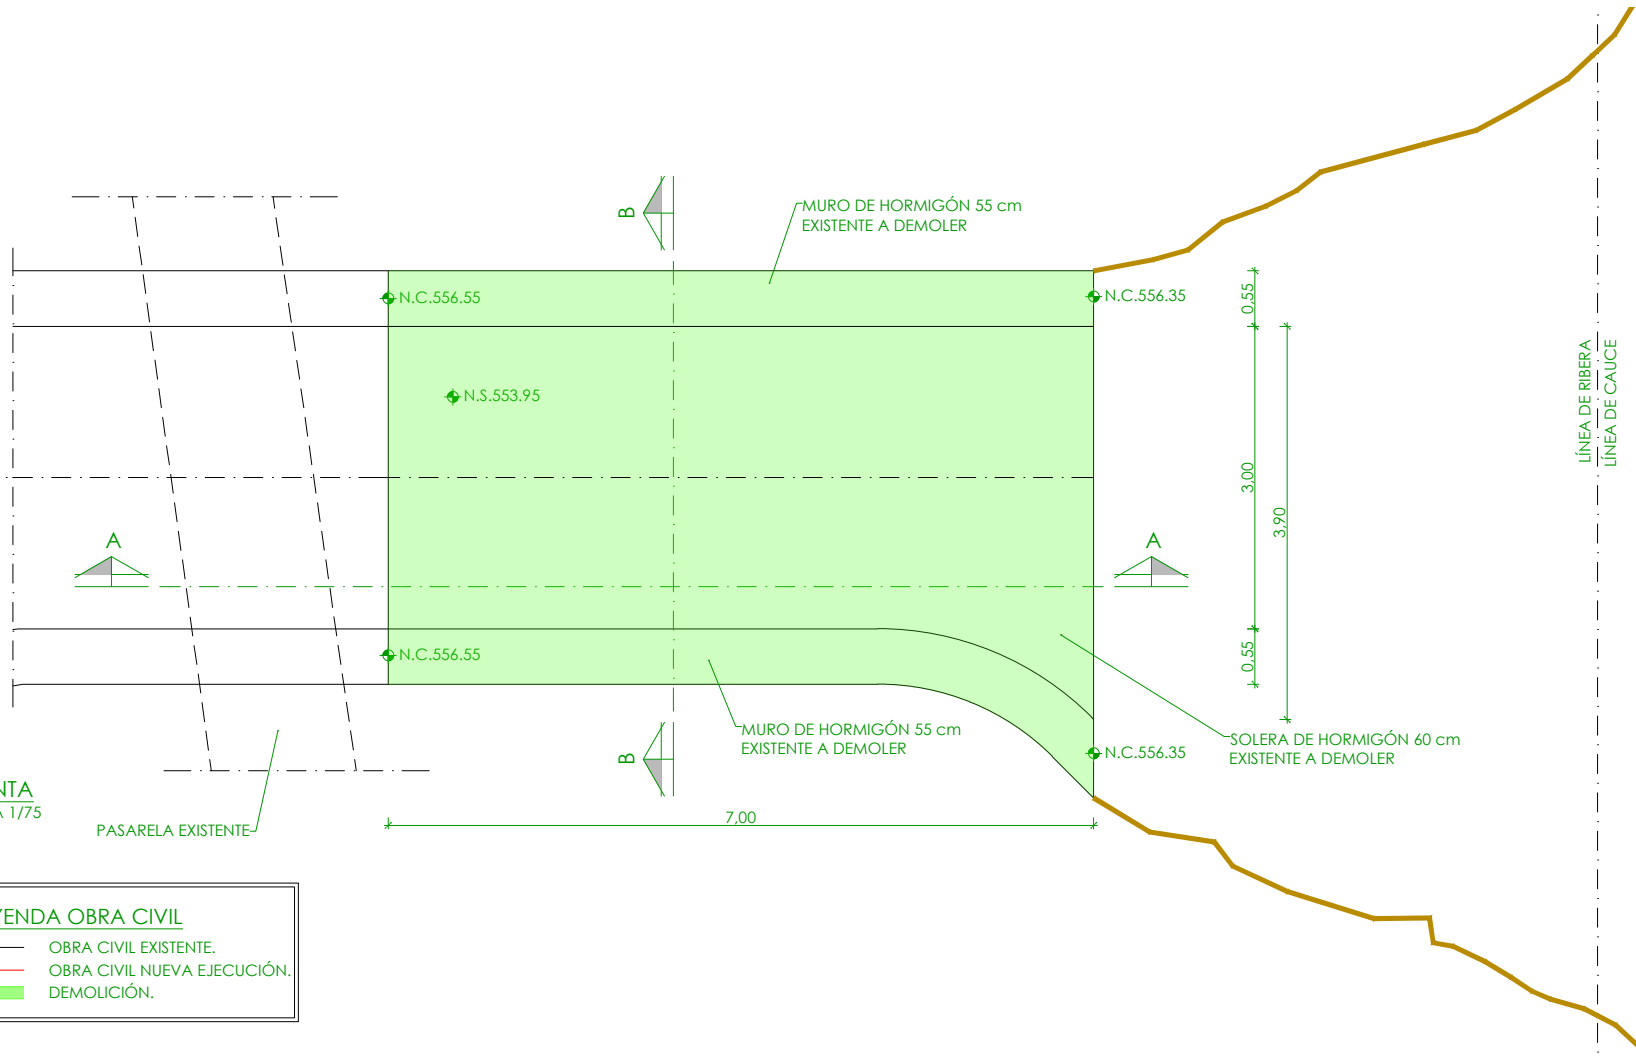 MURO DE HORMIGÓN 55 cm
EXISTENTE A DEMOLER
B
N.C.556.55
N.C.556.35
0,55
N.S.553.95
LÍNEA DE RIBERA
LÍNEA DE CAUCE
3,00
3,90
A
A
0,55
N.C.556.55
MURO DE HORMIGÓN 55 cm
EXISTENTE A DEMOLER
SOLERA DE HORMIGÓN 60 cm
EXISTENTE A DEMOLER
B
N.C.556.35
1/75
7,00
PASARELA EXISTENTE
OBRA CIVIL
OBRA CIVIL EXISTENTE.
OBRA CIVIL NUEVA EJECUCIÓN.
DEMOLICIÓN.